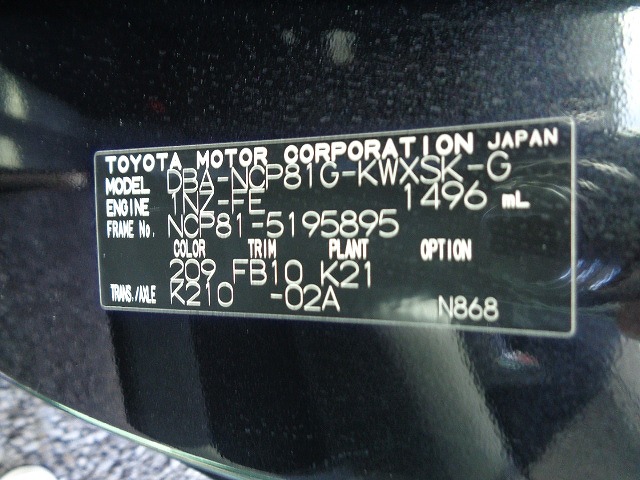 TOYOTA MOTOR CORPORATION JAPAN
MODEL DBA-NCP81G-KWXSK-G
ENGINE 1NZ-FE 1496 mL
FRAME No. NCP81-5195895
COLOR TRIM PLANT OPTION
209 FB10 K21
TRANS./AXLE K210 -02A N868